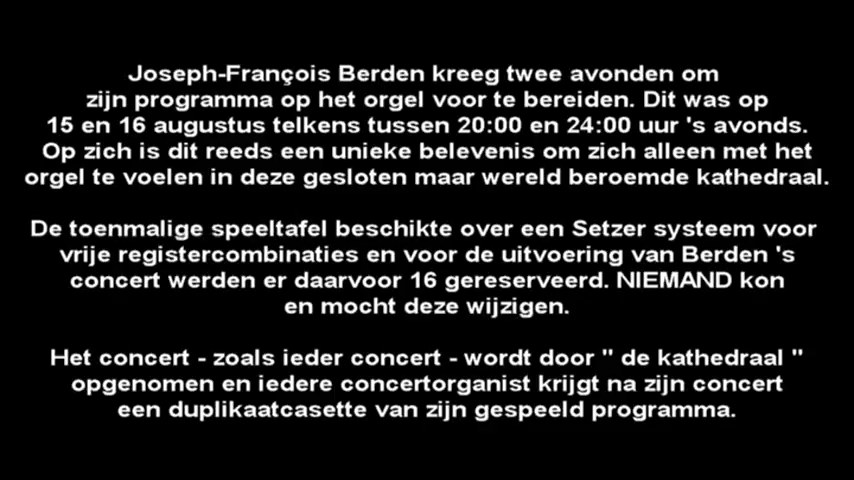 Joseph-François Berden kreeg twee avonden om
zijn programma op het orgel voor te bereiden. Dit was op
15 en 16 augustus telkens tussen 20:00 en 24:00 uur 's avonds.
Op zich is dit reeds een unieke belevenis om zich alleen met het
orgel te voelen in deze gesloten maar wereld beroemde kathedraal.
De toenmalige speeltafel beschikte over een Setzer systeem voor
vrije registercombinaties en voor de uitvoering van Berden 's
concert werden er daarvoor 16 gereserveerd. NIEMAND kon
en mocht deze wijzigen.
Het concert - zoals ieder concert - wordt door " de kathedraal "
opgenomen en iedere concertorganist krijgt na zijn concert
een duplikaatcasette van zijn gespeeld programma.